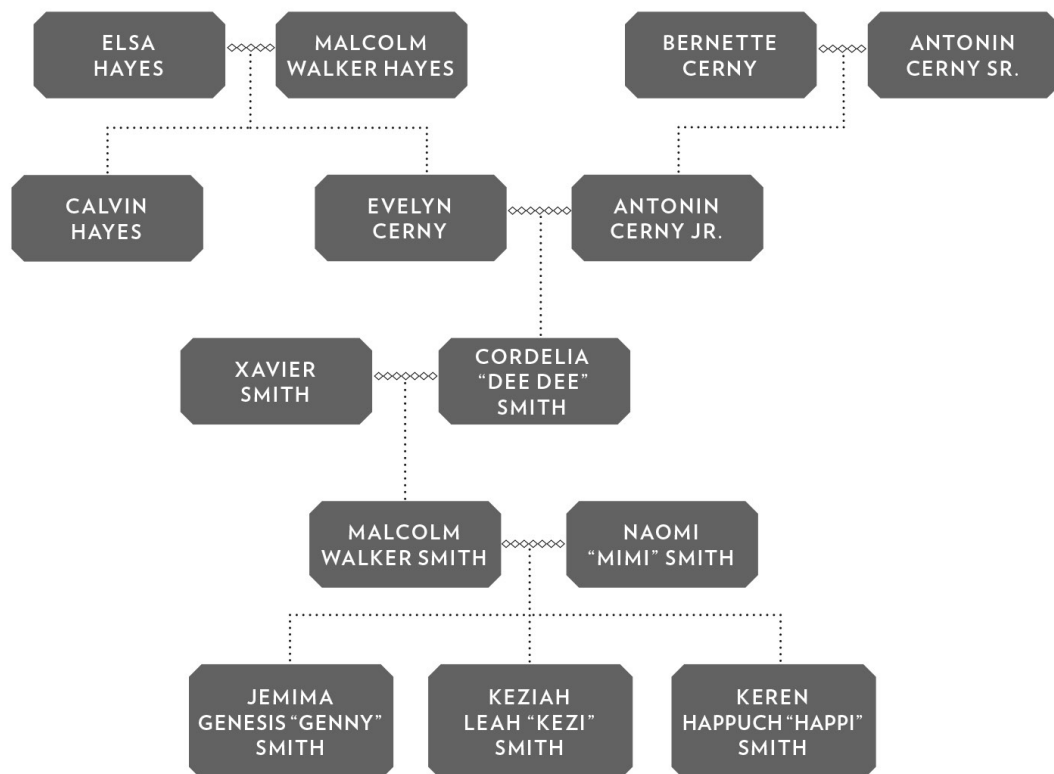 ELSA
HAYES
MALCOLM
WALKER HAYES
BERNETTE
CERNY
ANTONIN
CERNY SR.
CALVIN
HAYES
EVELYN
CERNY
ANTONIN
CERNY JR.
XAVIER
SMITH
CORDELIA
“DEE DEE”
SMITH
MALCOLM
WALKER SMITH
NAOMI
“MIMI” SMITH
JEMIMA
GENESIS “GENNY”
SMITH
KEZIAH
LEAH “KEZI”
SMITH
KEREN
HAPPUCH “HAPPI”
SMITH